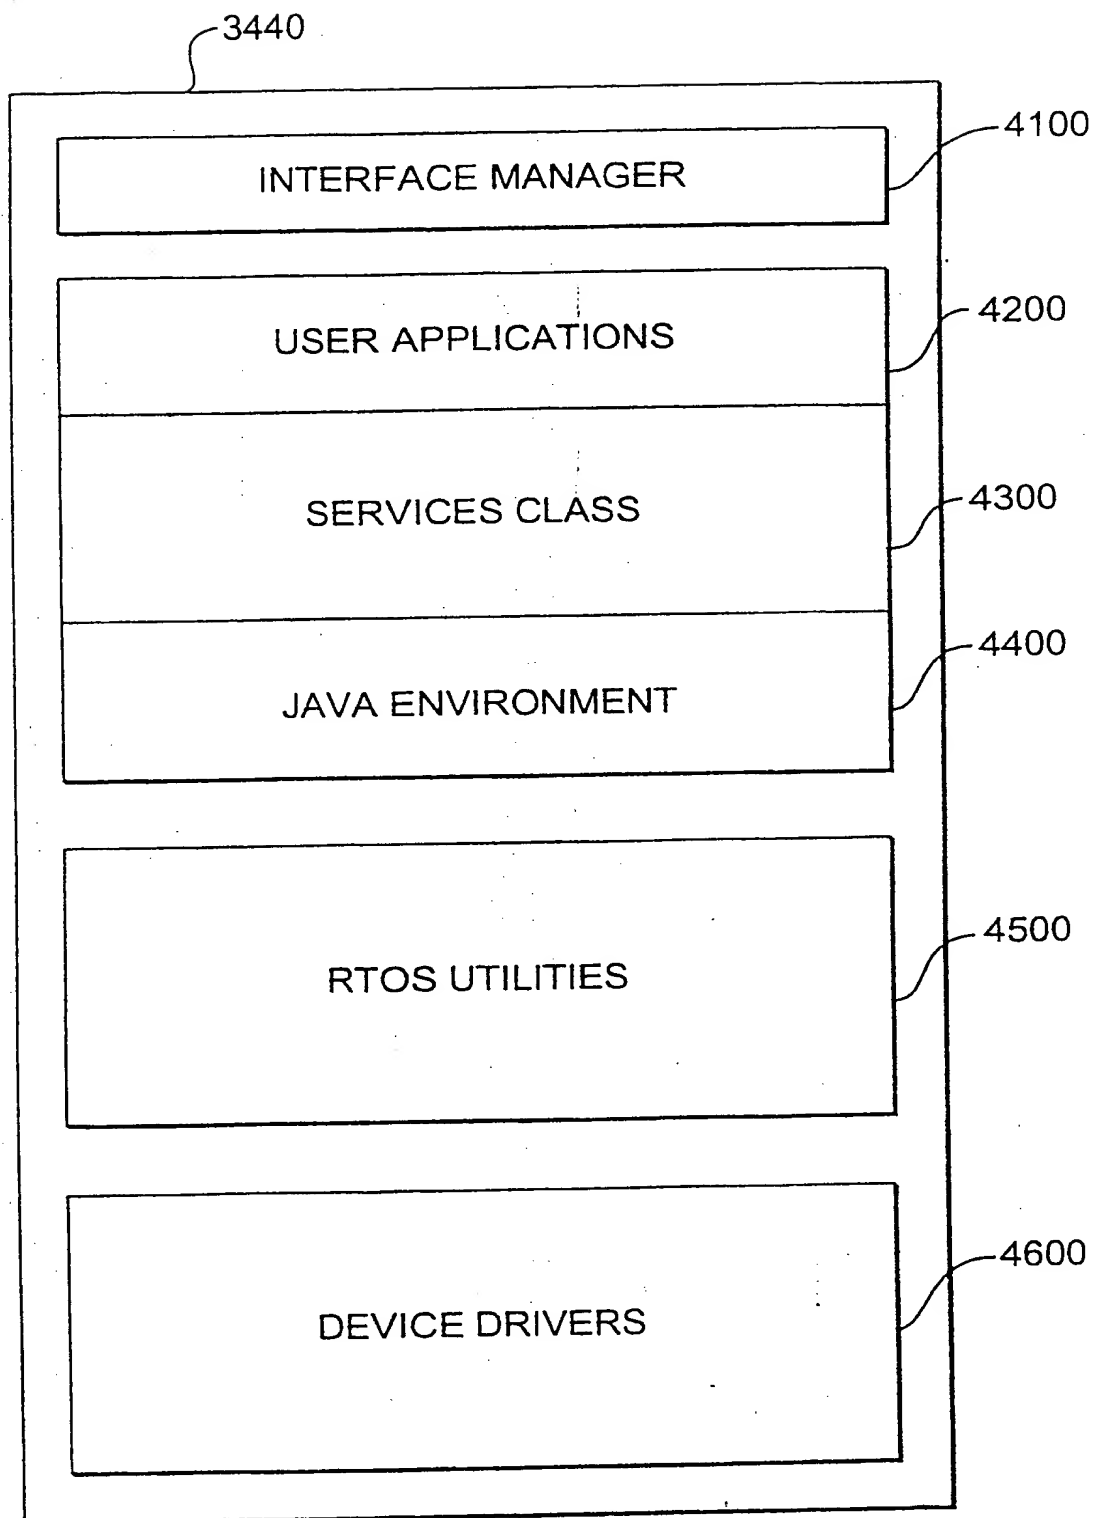 3440
4100
INTERFACE MANAGER
4200
USER APPLICATIONS
4300
SERVICES CLASS
4400
JAVA ENVIRONMENT
4500
RTOS UTILITIES
4600
DEVICE DRIVERS